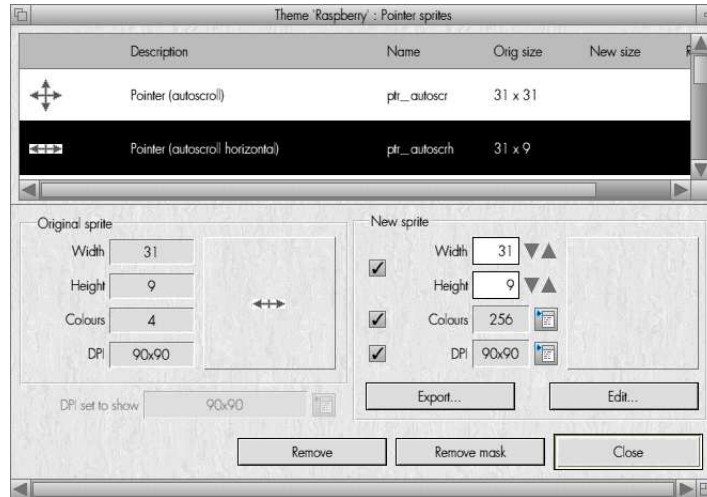 Theme 'Raspberry' : Pointer sprites
Description Name Orig size New size
Pointer (autoscroll) ptr_autoscr 31 x 31
Pointer (autoscroll horizontal) ptr_autoscrh 31 x 9
Original sprite
Width 31
Height 9
Colours 4
DPI 90x90
DPI set to show 90x90
New sprite
Width 31
Height 9
Colours 256
DPI 90x90
Export... Edit...
Remove Remove mask Close